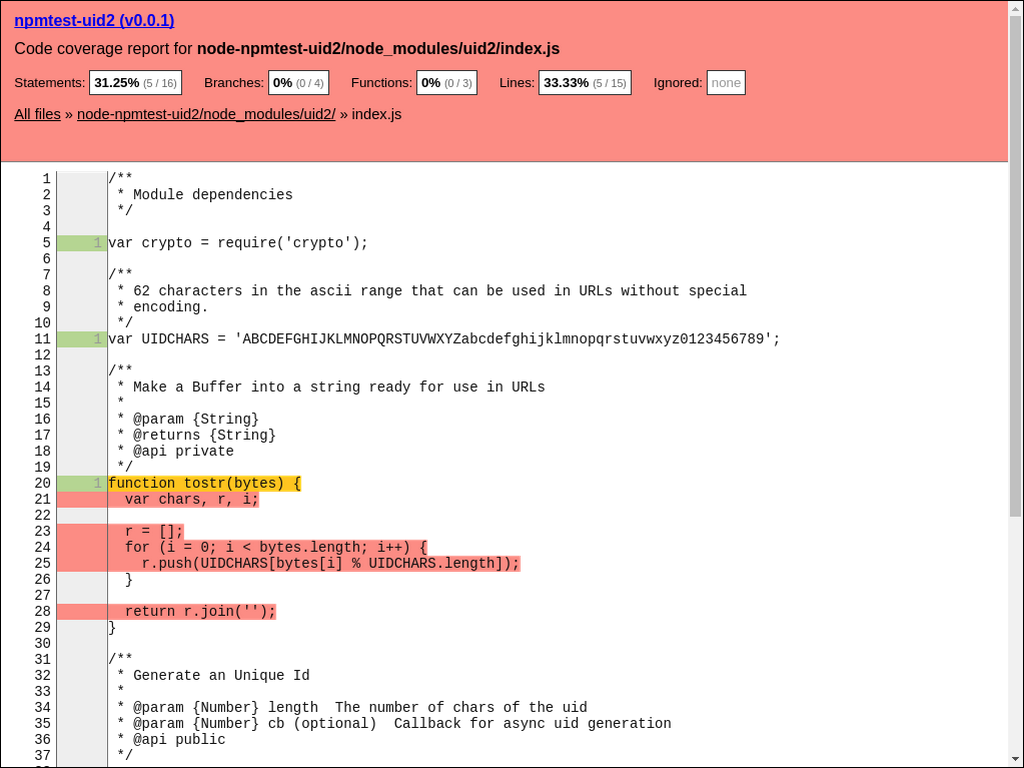 npmtest-uid2 (v0.0.1)
Code coverage report for node-npmtest-uid2/node_modules/uid2/index.js
Statements: 31.25% (5 / 16) Branches: 0% (0 / 4) Functions: 0% (0 / 3) Lines: 33.33% (5 / 15) Ignored: none
All files » node-npmtest-uid2/node_modules/uid2/ » index.js
1 /**
2  * Module dependencies
3  */
4
5 1 var crypto = require('crypto');
6
7 /**
8  * 62 characters in the ascii range that can be used in URLs without special
9  * encoding.
10  */
11 1 var UIDCHARS = 'ABCDEFGHIJKLMNOPQRSTUVWXYZabcdefghijklmnopqrstuvwxyz0123456789';
12
13 /**
14  * Make a Buffer into a string ready for use in URLs
15  *
16  * @param {String}
17  * @returns {String}
18  * @api private
19  */
20 1 function tostr(bytes) {
21   var chars, r, i;
22
23   r = [];
24   for (i = 0; i < bytes.length; i++) {
25     r.push(UIDCHARS[bytes[i] % UIDCHARS.length]);
26   }
27
28   return r.join('');
29 }
30
31 /**
32  * Generate an Unique Id
33  *
34  * @param {Number} length  The number of chars of the uid
35  * @param {Number} cb (optional)  Callback for async uid generation
36  * @api public
37  */